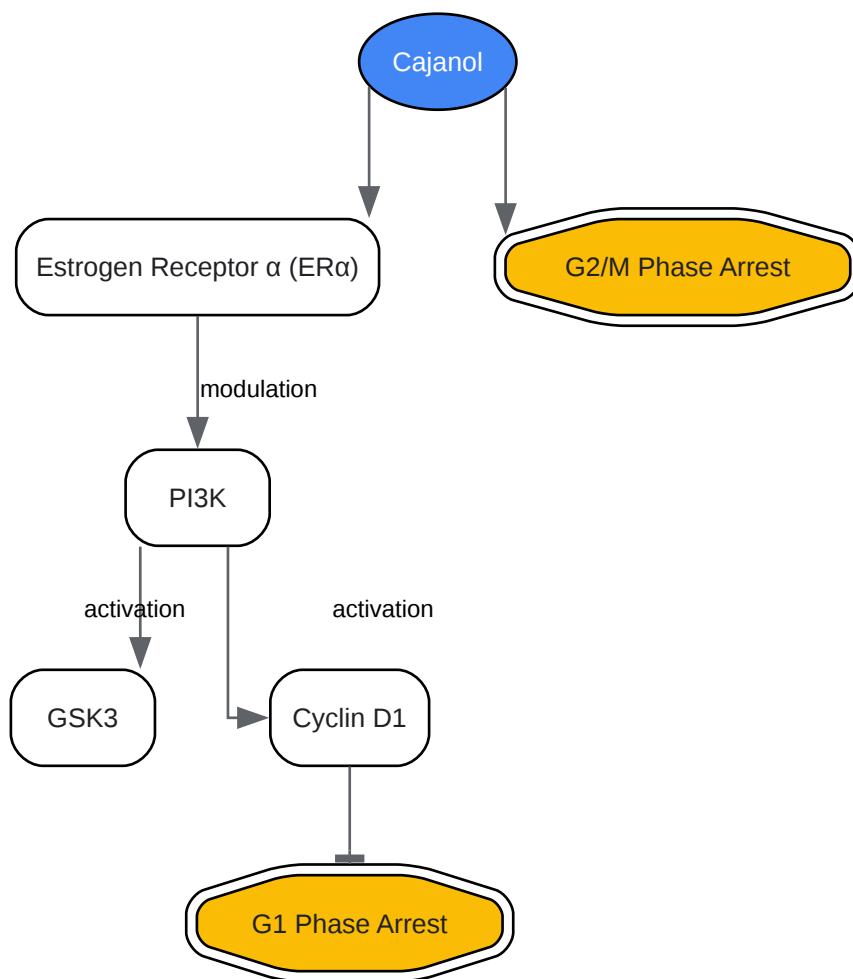 Cajanol
Estrogen Receptor α (ERα)
G2/M Phase Arrest
modulation
PI3K
activation
activation
GSK3
Cyclin D1
G1 Phase Arrest